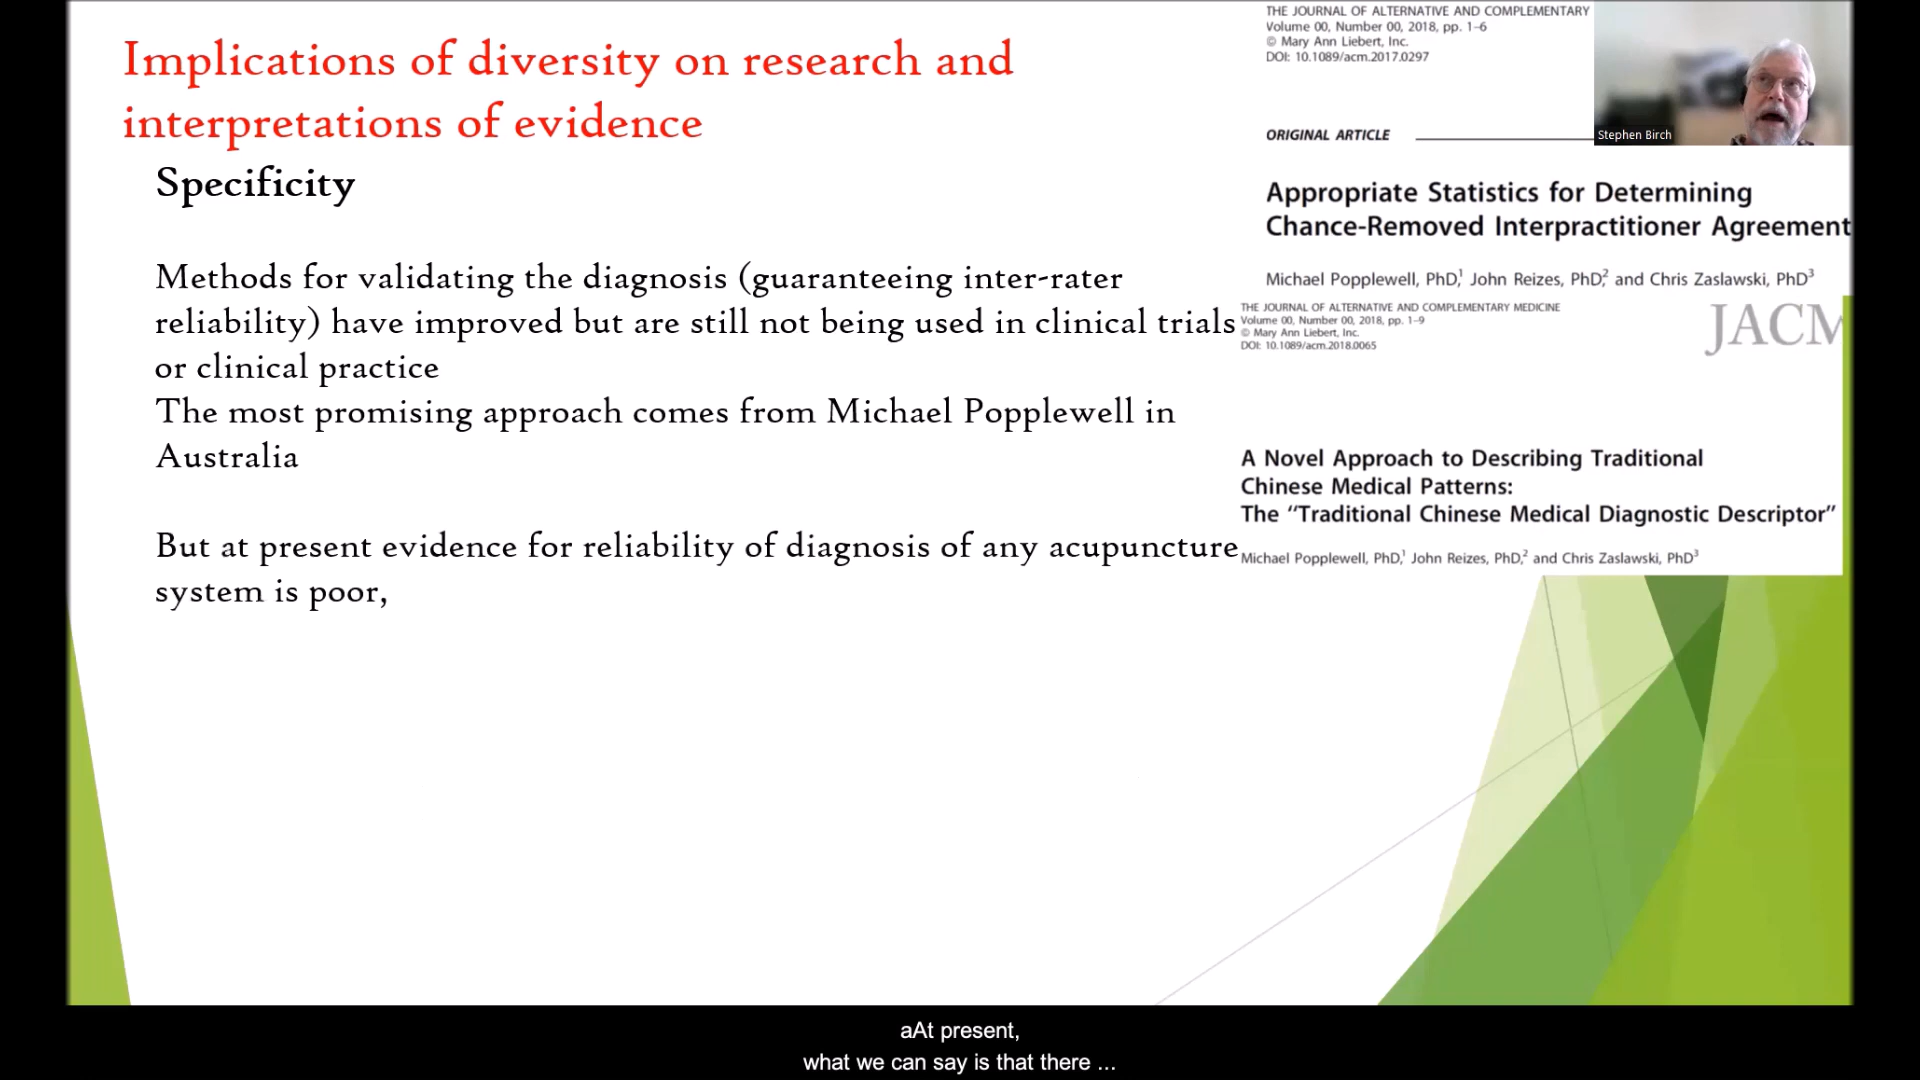 Implications of diversity on research and
interpretations of evidence
Specificity
Methods for validating the diagnosis (guaranteeing inter-rater
reliability) have improved but are still not being used in clinical trials
or clinical practice
The most promising approach comes from Michael Popplewell in
Australia
But at present evidence for reliability of diagnosis of any acupuncture
system is poor,
THE JOURNAL OF ALTERNATIVE AND COMPLEMENTARY
Volume 00, Number 00, 2018, pp. 1–6
© Mary Ann Liebert, Inc.
DOI: 10.1089/acm.2017.0297
ORIGINAL ARTICLE
Stephen Birch
Appropriate Statistics for Determining
Chance-Removed Interpractitioner Agreement
Michael Popplewell, PhD,1 John Reizes, PhD,2 and Chris Zaslawski, PhD3
THE JOURNAL OF ALTERNATIVE AND COMPLEMENTARY MEDICINE
Volume 00, Number 00, 2018, pp. 1–9
© Mary Ann Liebert, Inc.
DOI: 10.1089/acm.2018.0065
JACM
A Novel Approach to Describing Traditional
Chinese Medical Patterns:
The “Traditional Chinese Medical Diagnostic Descriptor”
Michael Popplewell, PhD,1 John Reizes, PhD,2 and Chris Zaslawski, PhD3
aAt present,
what we can say is that there ...